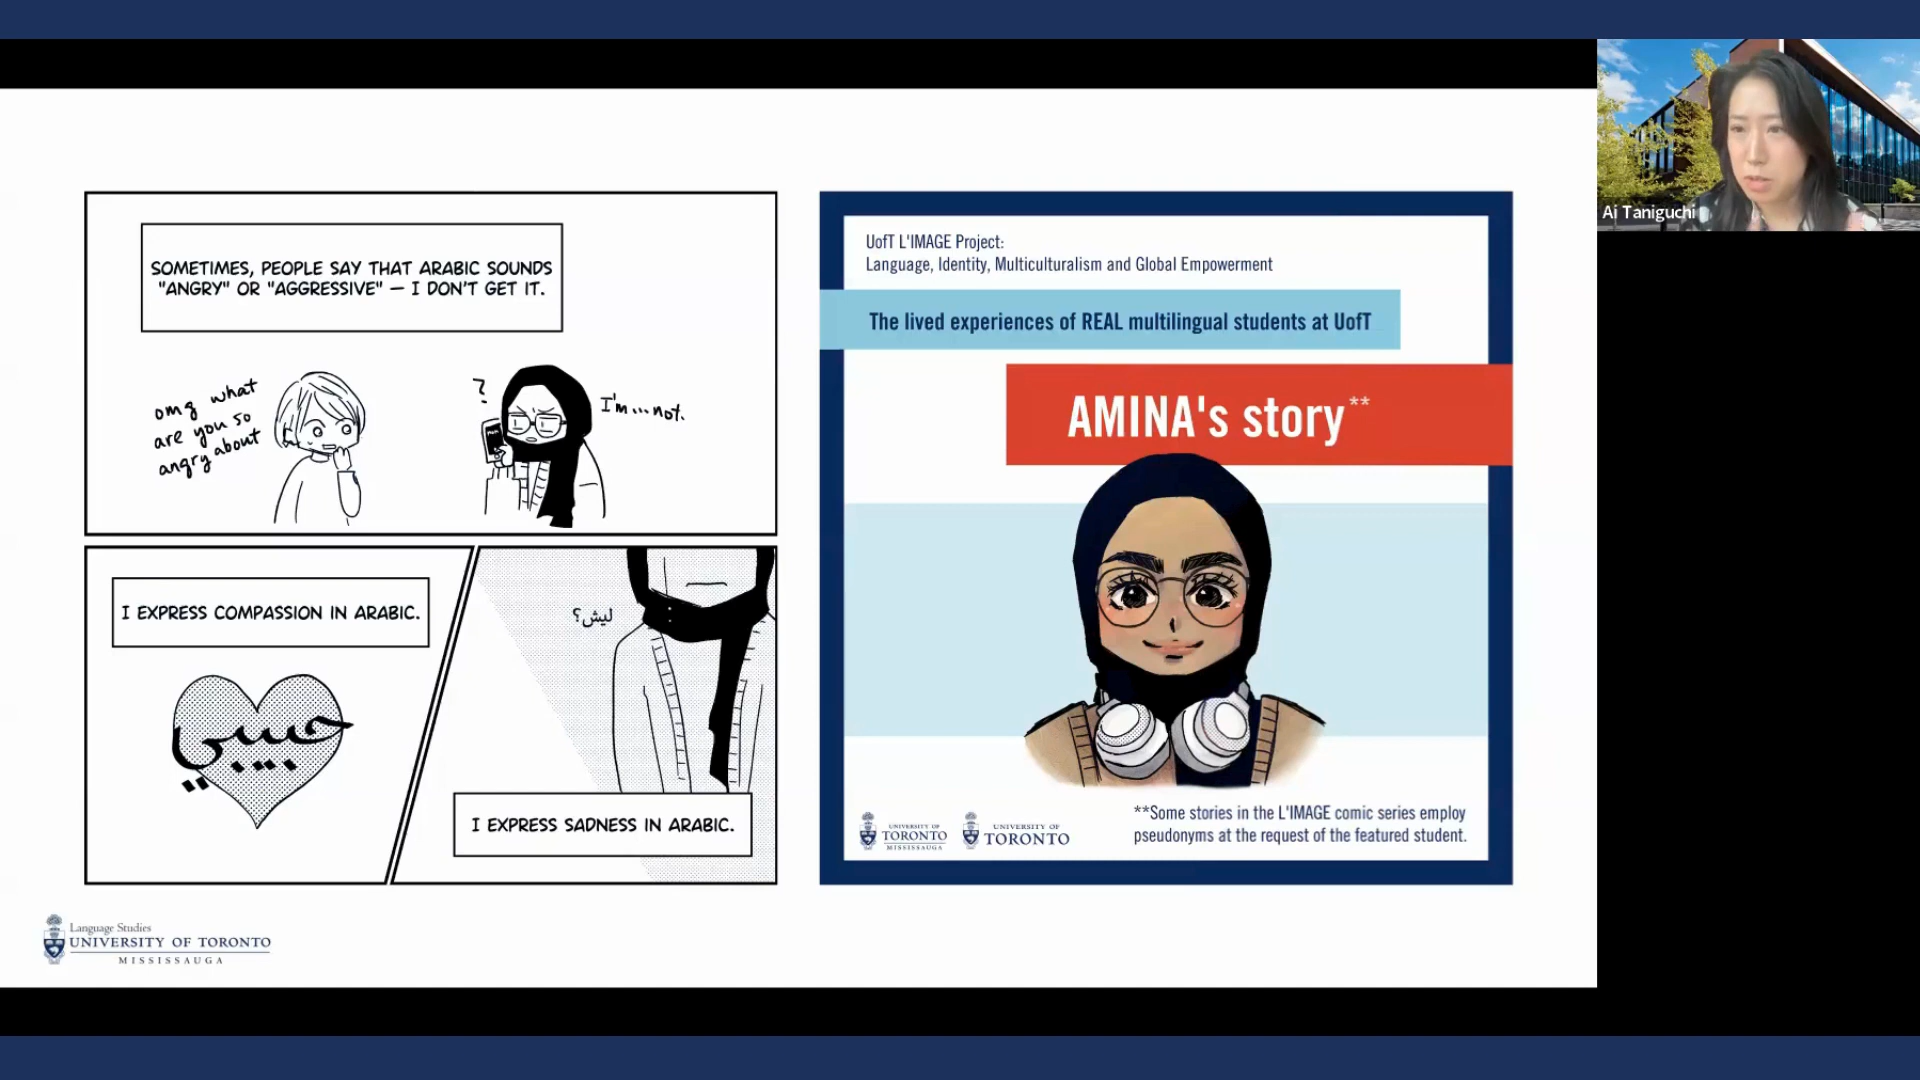 SOMETIMES, PEOPLE SAY THAT ARABIC SOUNDS
"ANGRY" OR "AGGRESSIVE" — I DON'T GET IT.
omg what
are you so
angry about
?
I'm...not.
I EXPRESS COMPASSION IN ARABIC.
حبيبي
ليش؟
I EXPRESS SADNESS IN ARABIC.
UofT L'IMAGE Project:
Language, Identity, Multiculturalism and Global Empowerment
The lived experiences of REAL multilingual students at UofT
AMINA's story**
UNIVERSITY OF
TORONTO
MISSISSAUGA
UNIVERSITY OF
TORONTO
**Some stories in the L'IMAGE comic series employ
pseudonyms at the request of the featured student.
Language Studies
UNIVERSITY OF TORONTO
MISSISSAUGA
Ai Taniguchi